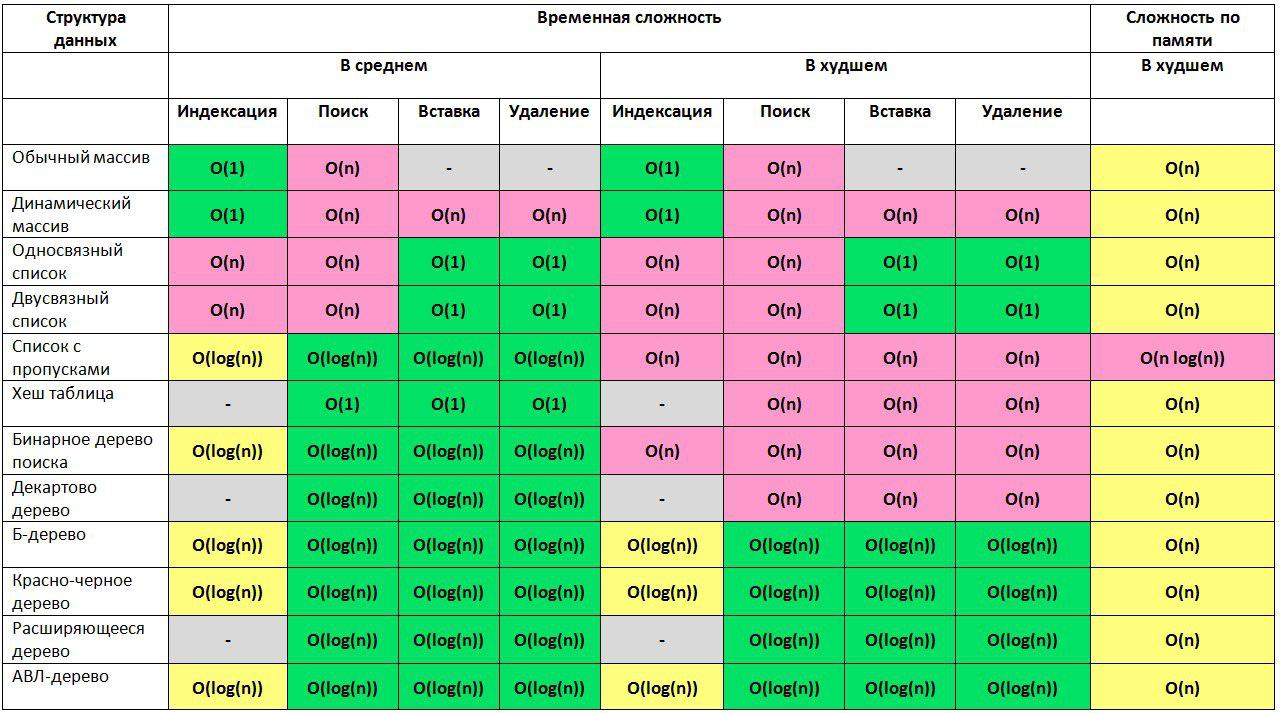 Структура данных Временная сложность Сложность по памяти
В среднем В худшем В худшем
Индексация Поиск Вставка Удаление Индексация Поиск Вставка Удаление
Обычный массив O(1) O(n) - - O(1) O(n) - - O(n)
Динамический массив O(1) O(n) O(n) O(n) O(1) O(n) O(n) O(n) O(n)
Односвязный список O(n) O(n) O(1) O(1) O(n) O(n) O(1) O(1) O(n)
Двусвязный список O(n) O(n) O(1) O(1) O(n) O(n) O(1) O(1) O(n)
Список с пропусками O(log(n)) O(log(n)) O(log(n)) O(log(n)) O(n) O(n) O(n) O(n) O(n log(n))
Хеш таблица - O(1) O(1) O(1) - O(n) O(n) O(n) O(n)
Бинарное дерево поиска O(log(n)) O(log(n)) O(log(n)) O(log(n)) O(n) O(n) O(n) O(n) O(n)
Декартово дерево - O(log(n)) O(log(n)) O(log(n)) - O(n) O(n) O(n) O(n)
Б-дерево O(log(n)) O(log(n)) O(log(n)) O(log(n)) O(log(n)) O(log(n)) O(log(n)) O(log(n)) O(n)
Красно-черное дерево O(log(n)) O(log(n)) O(log(n)) O(log(n)) O(log(n)) O(log(n)) O(log(n)) O(log(n)) O(n)
Расширяющееся дерево - O(log(n)) O(log(n)) O(log(n)) - O(log(n)) O(log(n)) O(log(n)) O(n)
АВЛ-дерево O(log(n)) O(log(n)) O(log(n)) O(log(n)) O(log(n)) O(log(n)) O(log(n)) O(log(n)) O(n)